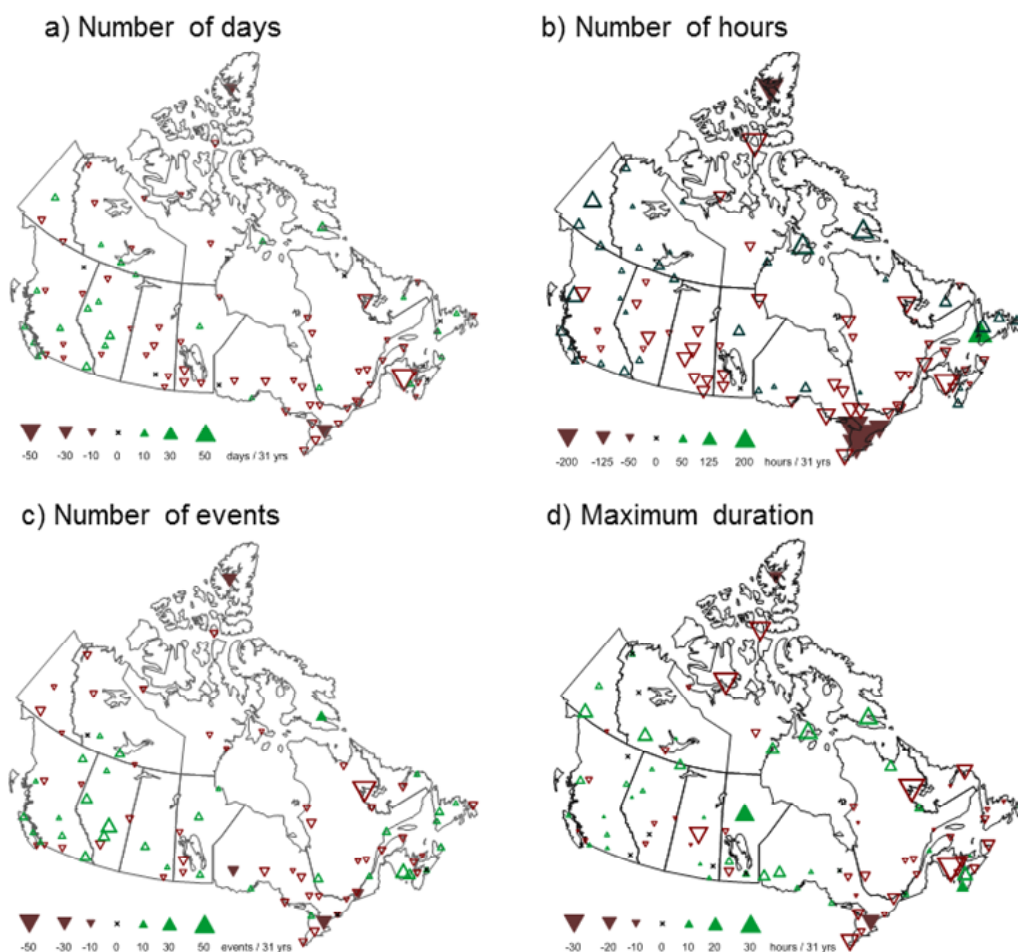 a) Number of days
b) Number of hours
-50 -30 -10 0 10 30 50 days / 31 yrs
-200 -125 -50 0 50 125 200 hours / 31 yrs
c) Number of events
d) Maximum duration
-50 -30 -10 0 10 30 50 events / 31 yrs
-30 -20 -10 0 10 20 30 hours / 31 yrs